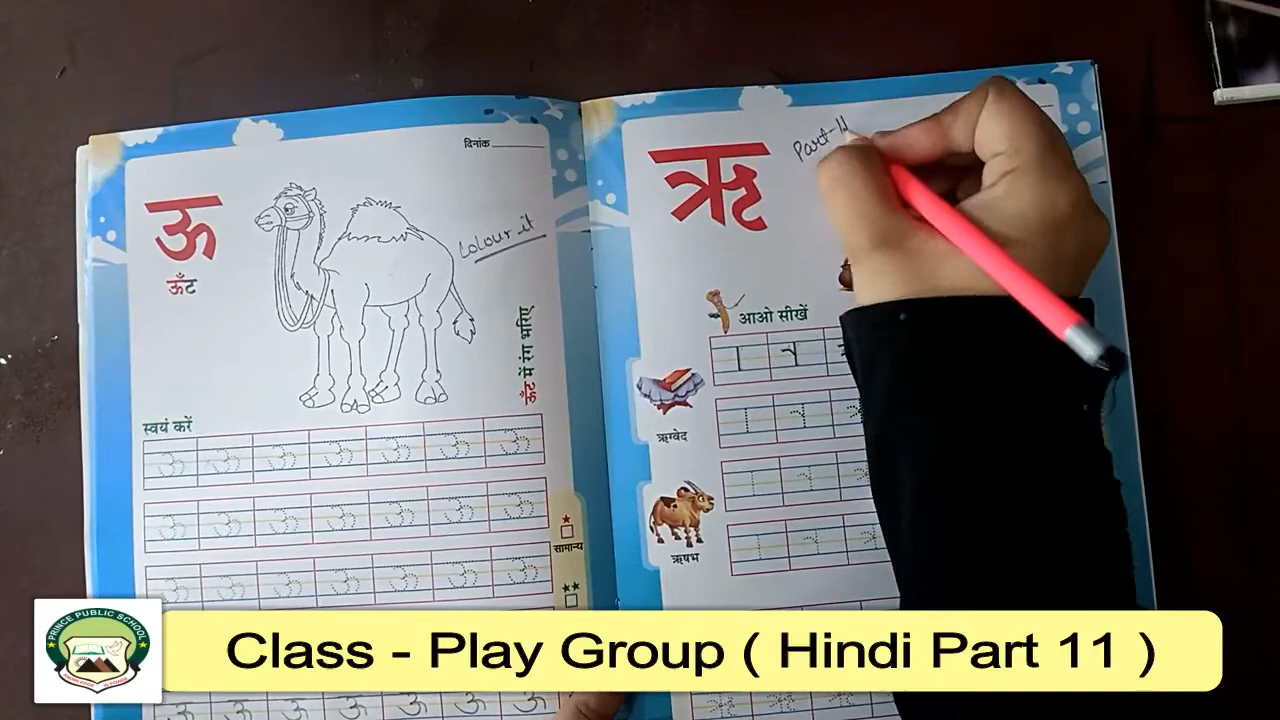 दिनांक
ऊ
ऊँट
Colour it
ऊँट में रंग भरिए
स्वयं करें
ऊ ऊ ऊ ऊ ऊ ऊ ऊ
ऊ ऊ ऊ ऊ ऊ ऊ ऊ
ऊ ऊ ऊ ऊ ऊ ऊ ऊ
सामान्य
ऊ ऊ ऊ ऊ ऊ ऊ ऊ
ऋ
Part-11
आओ सीखें
ऋग्वेद
ऋषभ
PRINCE PUBLIC SCHOOL
Class - Play Group ( Hindi Part 11 )